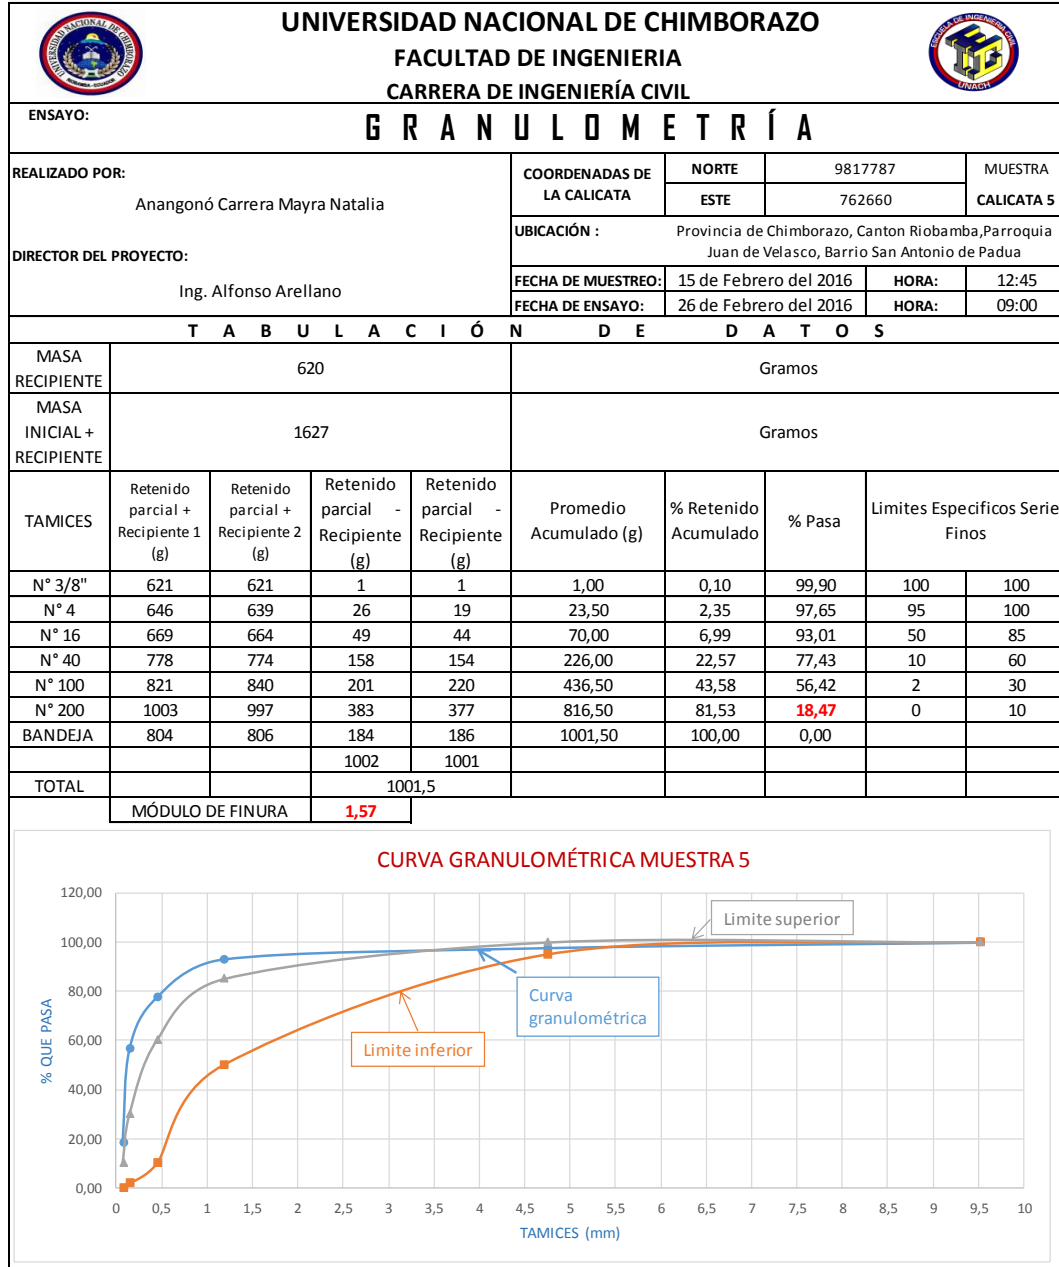 UNIVERSIDAD NACIONAL DE CHIMBORAZO
FACULTAD DE INGENIERIA
CARRERA DE INGENIERÍA CIVIL
UNIVERSIDAD NACIONAL DE CHIMBORAZO
RIOBAMBA - ECUADOR
ESCUELA DE INGENIERIA CIVIL
UNACH
ENSAYO:
GRANULOMETRÍA
REALIZADO POR:
Anangonó Carrera Mayra Natalia
DIRECTOR DEL PROYECTO:
Ing. Alfonso Arellano
COORDENADAS DE
LA CALICATA
NORTE 9817787 MUESTRA
ESTE 762660 CALICATA 5
UBICACIÓN : Provincia de Chimborazo, Canton Riobamba,Parroquia
Juan de Velasco, Barrio San Antonio de Padua
FECHA DE MUESTREO: 15 de Febrero del 2016 HORA: 12:45
FECHA DE ENSAYO: 26 de Febrero del 2016 HORA: 09:00
TABULACIÓN DE DATOS
MASA
RECIPIENTE
620 Gramos
MASA
INICIAL +
RECIPIENTE
1627 Gramos
TAMICES
Retenido
parcial +
Recipiente 1
(g)
Retenido
parcial +
Recipiente 2
(g)
Retenido
parcial -
Recipiente
(g)
Retenido
parcial -
Recipiente
(g)
Promedio
Acumulado (g)
% Retenido
Acumulado
% Pasa
Limites Especificos Serie
Finos
N° 3/8" 621 621 1 1 1,00 0,10 99,90 100 100
N° 4 646 639 26 19 23,50 2,35 97,65 95 100
N° 16 669 664 49 44 70,00 6,99 93,01 50 85
N° 40 778 774 158 154 226,00 22,57 77,43 10 60
N° 100 821 840 201 220 436,50 43,58 56,42 2 30
N° 200 1003 997 383 377 816,50 81,53 18,47 0 10
BANDEJA 804 806 184 186 1001,50 100,00 0,00
1002 1001
TOTAL 1001,5
MÓDULO DE FINURA 1,57
CURVA GRANULOMÉTRICA MUESTRA 5
% QUE PASA
120,00
100,00
80,00
60,00
40,00
20,00
0,00
Limite superior
Curva
granulométrica
Limite inferior
0 0,5 1 1,5 2 2,5 3 3,5 4 4,5 5 5,5 6 6,5 7 7,5 8 8,5 9 9,5 10
TAMICES (mm)